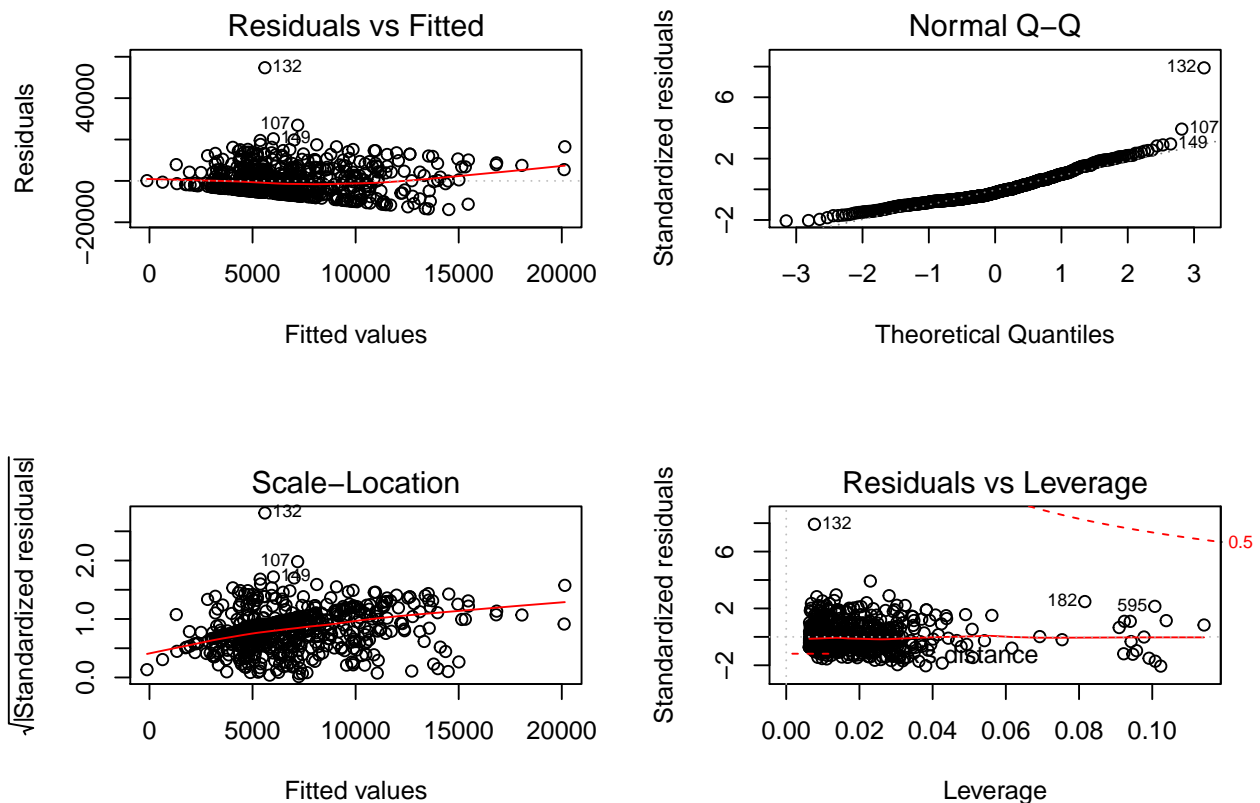 Residuals vs Fitted
Residuals
40000
0
−20000
132
107
149
0 5000 10000 15000 20000
Fitted values
Normal Q−Q
Standardized residuals
6
2
−2
132
107
149
−3 −2 −1 0 1 2 3
Theoretical Quantiles
Scale−Location
√|Standardized residuals|
2.0
1.0
0.0
132
107
149
0 5000 10000 15000 20000
Fitted values
Residuals vs Leverage
Standardized residuals
6
2
−2
132
0.5
182
595
distance
0.00 0.02 0.04 0.06 0.08 0.10
Leverage